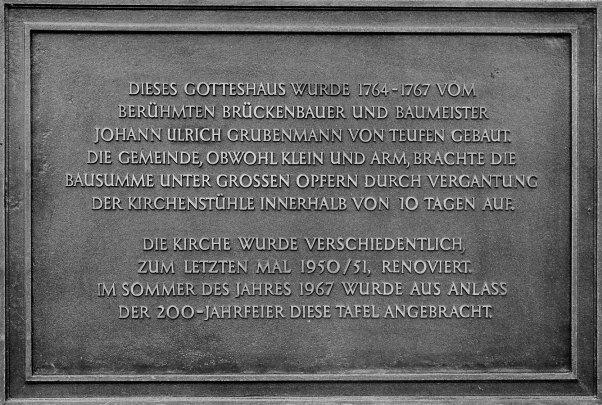 DIESES GOTTESHAUS WURDE 1764-1767 VOM
BERÜHMTEN BRÜCKENBAUER UND BAUMEISTER
JOHANN ULRICH GRUBENMANN VON TEUFEN GEBAUT.
DIE GEMEINDE, OBWOHL KLEIN UND ARM, BRACHTE DIE
BAUSUMME UNTER GROSSEN OPFERN DURCH VERGANTUNG
DER KIRCHENSTÜHLE INNERHALB VON 10 TAGEN AUF.
DIE KIRCHE WURDE VERSCHIEDENTLICH,
ZUM LETZTEN MAL 1950/51, RENOVIERT.
IM SOMMER DES JAHRES 1967 WURDE AUS ANLASS
DER 200-JAHRFEIER DIESE TAFEL ANGEBRACHT.